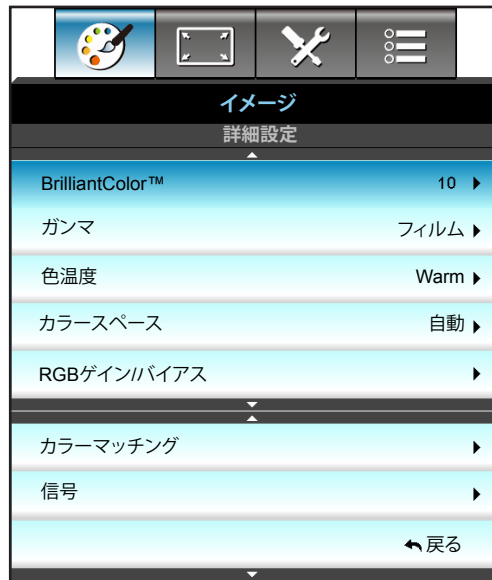 イメージ
詳細設定
BrilliantColor™ 10
ガンマ フィルム
色温度 Warm
カラースペース 自動
RGBゲイン/バイアス
カラーマッチング
信号
戻る